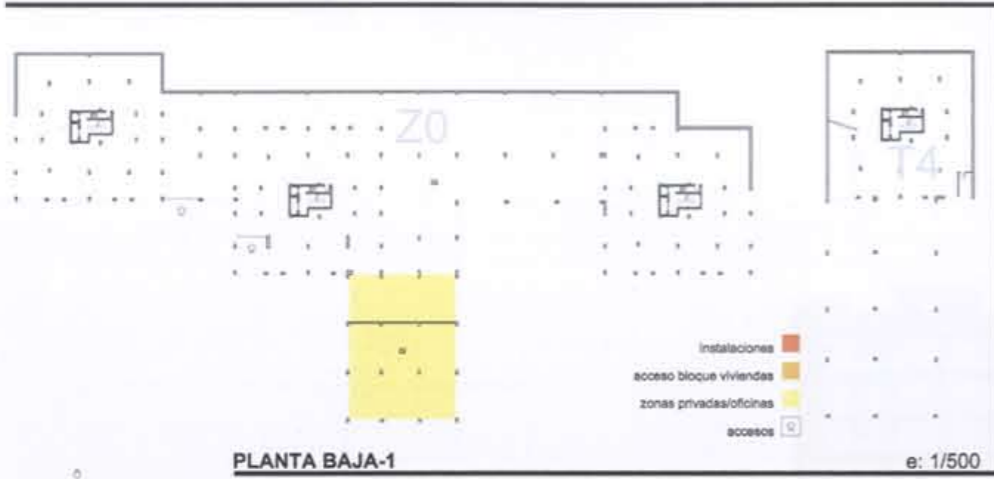 Z0
T4
instalaciones
acceso bloque viviendas
zonas privadas/oficinas
accesos
PLANTA BAJA-1
e: 1/500